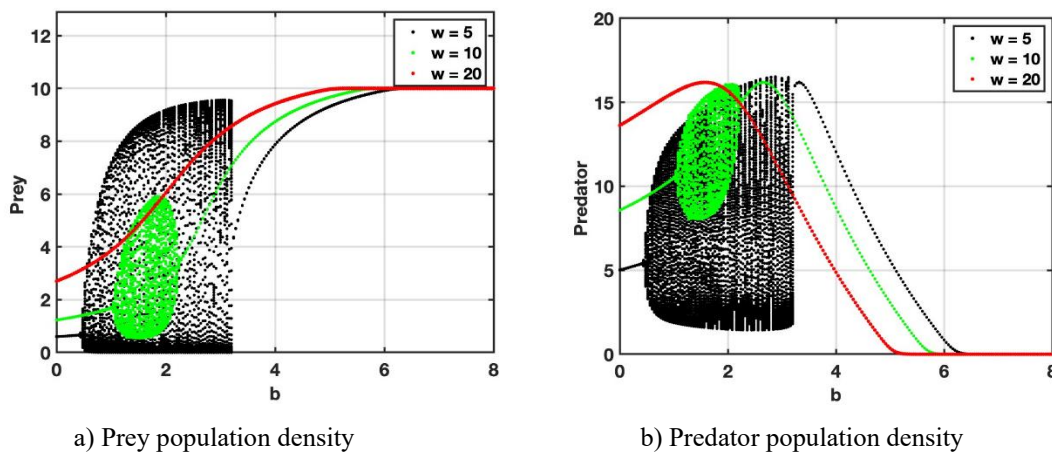 12
10
8
6
4
2
0
Prey
0 2 4 6 8
b
w = 5
w = 10
w = 20
a) Prey population density
20
15
10
5
0
Predator
0 2 4 6 8
b
w = 5
w = 10
w = 20
b) Predator population density